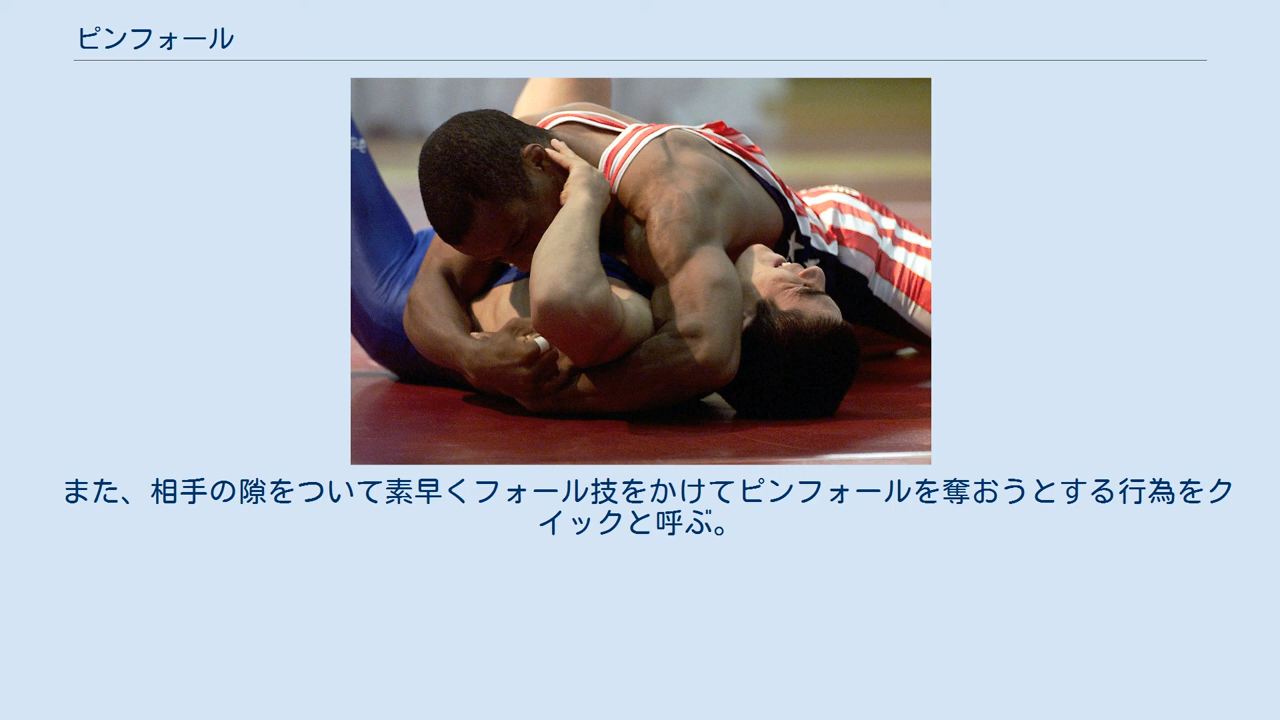 ピンフォール
また、相手の隙をついて素早くフォール技をかけてピンフォールを奪おうとする行為をク
イックと呼ぶ。